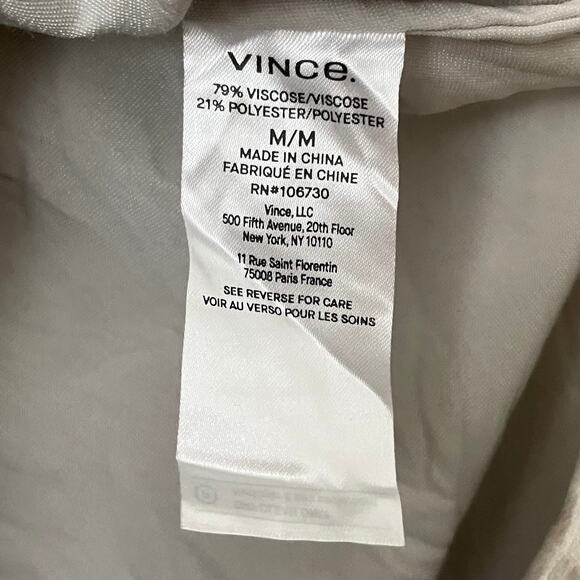 VINCE.
79% VISCOSE/VISCOSE
21% POLYESTER/POLYESTER
M/M
MADE IN CHINA
FABRIQUÉ EN CHINE
RN#106730
Vince, LLC
500 Fifth Avenue, 20th Floor
New York, NY 10110
11 Rue Saint Florentin
75008 Paris France
SEE REVERSE FOR CARE
VOIR AU VERSO POUR LES SOINS